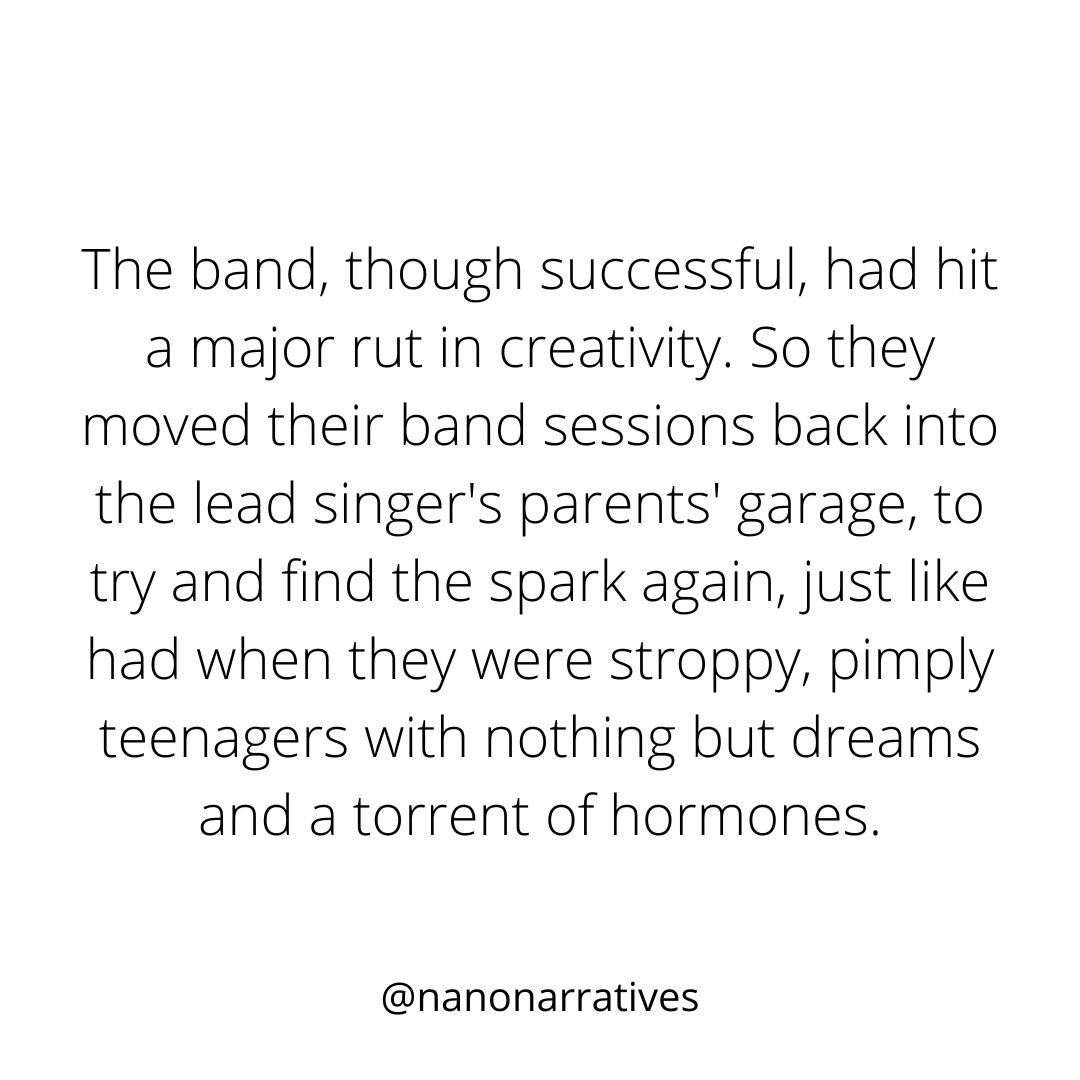 The band, though successful, had hit
a major rut in creativity. So they
moved their band sessions back into
the lead singer's parents' garage, to
try and find the spark again, just like
had when they were stroppy, pimply
teenagers with nothing but dreams
and a torrent of hormones.
@nanonarratives